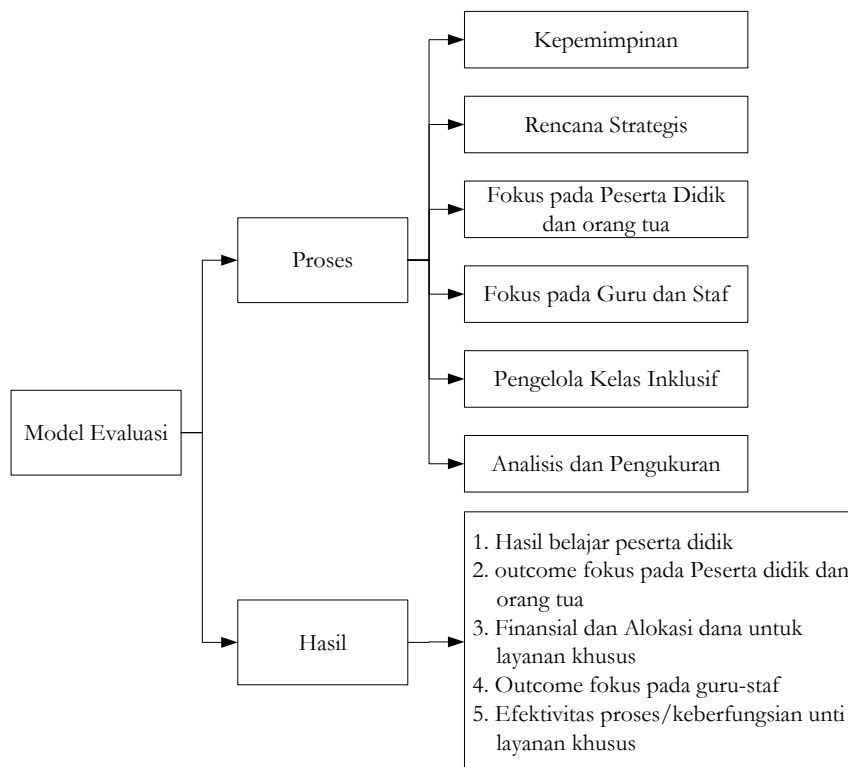 Kepemimpinan
Rencana Strategis
Fokus pada Peserta Didik
dan orang tua
Proses
Fokus pada Guru dan Staf
Pengelola Kelas Inklusif
Model Evaluasi
Analisis dan Pengukuran
1. Hasil belajar peserta didik
2. outcome fokus pada Peserta didik dan
orang tua
Hasil
3. Finansial dan Alokasi dana untuk
layanan khusus
4. Outcome fokus pada guru-staf
5. Efektivitas proses/keberfungsian unti
layanan khusus